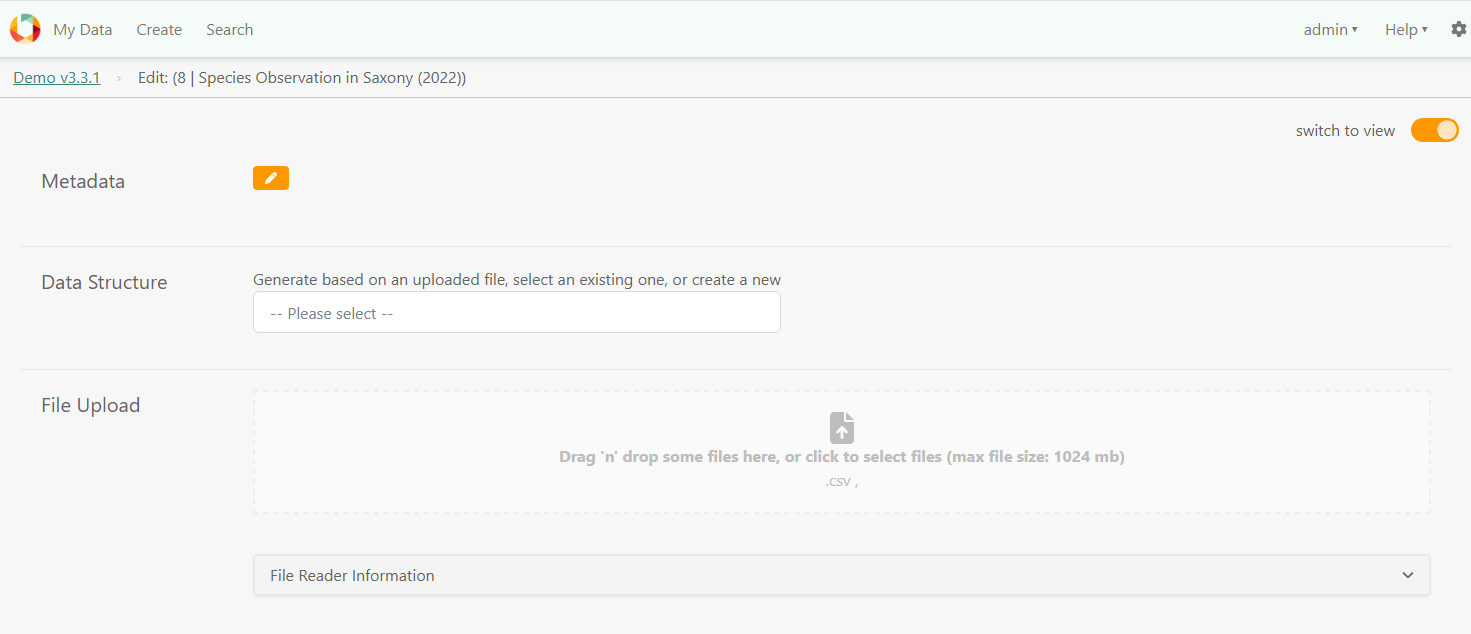 My Data Create Search admin Help
Demo v3.3.1 › Edit: (8 | Species Observation in Saxony (2022))
switch to view
Metadata
Data Structure
Generate based on an uploaded file, select an existing one, or create a new
-- Please select --
File Upload
Drag 'n' drop some files here, or click to select files (max file size: 1024 mb)
.csv ,
File Reader Information